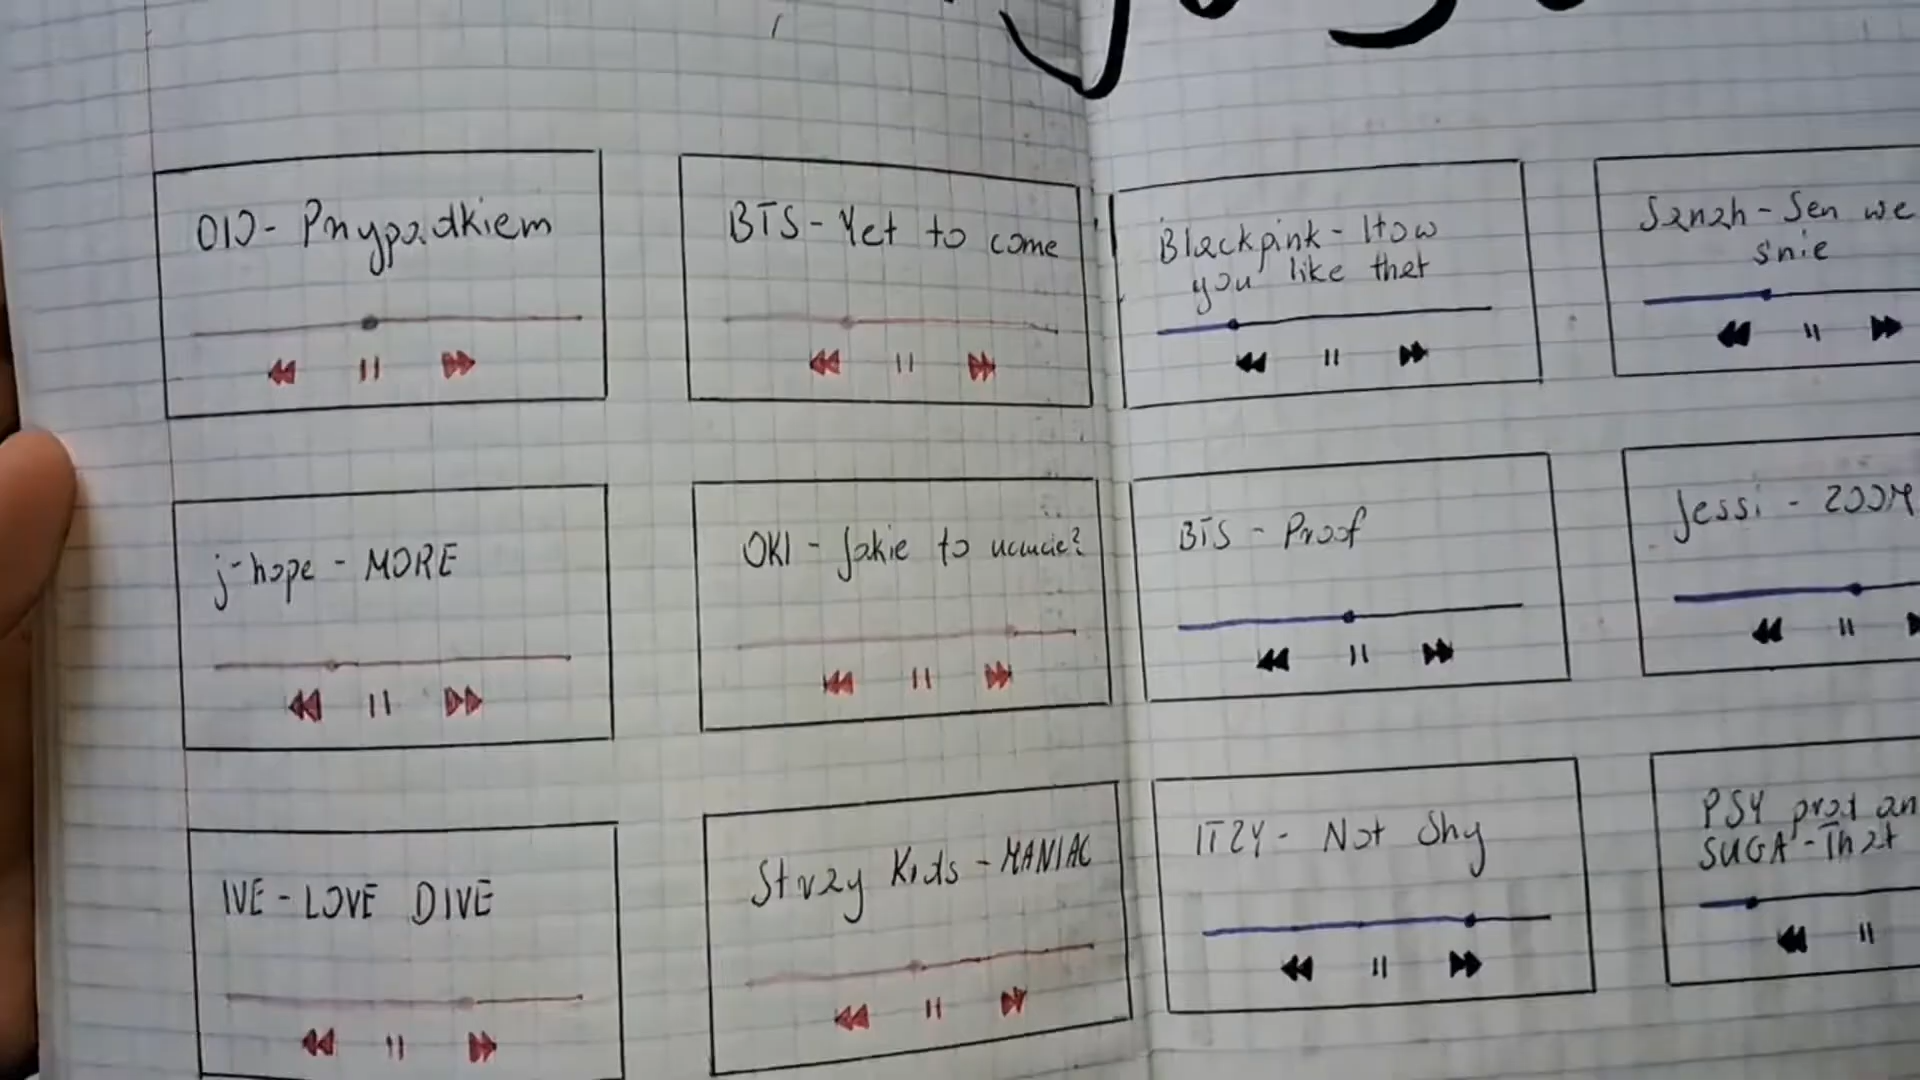 OIO- Przypadkiem
BTS - Yet to come
Blackpink - How
you like that
Sanah - Sen we
śnie
j-hope - MORE
OKI - Jakie to uczucie?
BTS - Proof
Jessi - ZOOM
IVE - LOVE DIVE
Stray Kids - MANIAC
ITZY - Not Shy
PSY prod an
SUGA - That